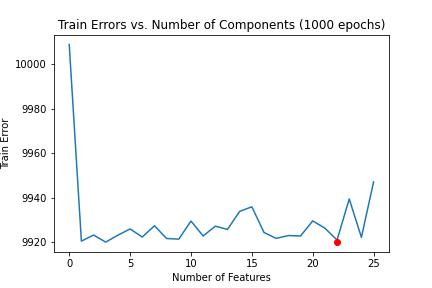 Train Errors vs. Number of Components (1000 epochs)
10000
9980
9960
9940
9920
Train Error
0 5 10 15 20 25
Number of Features